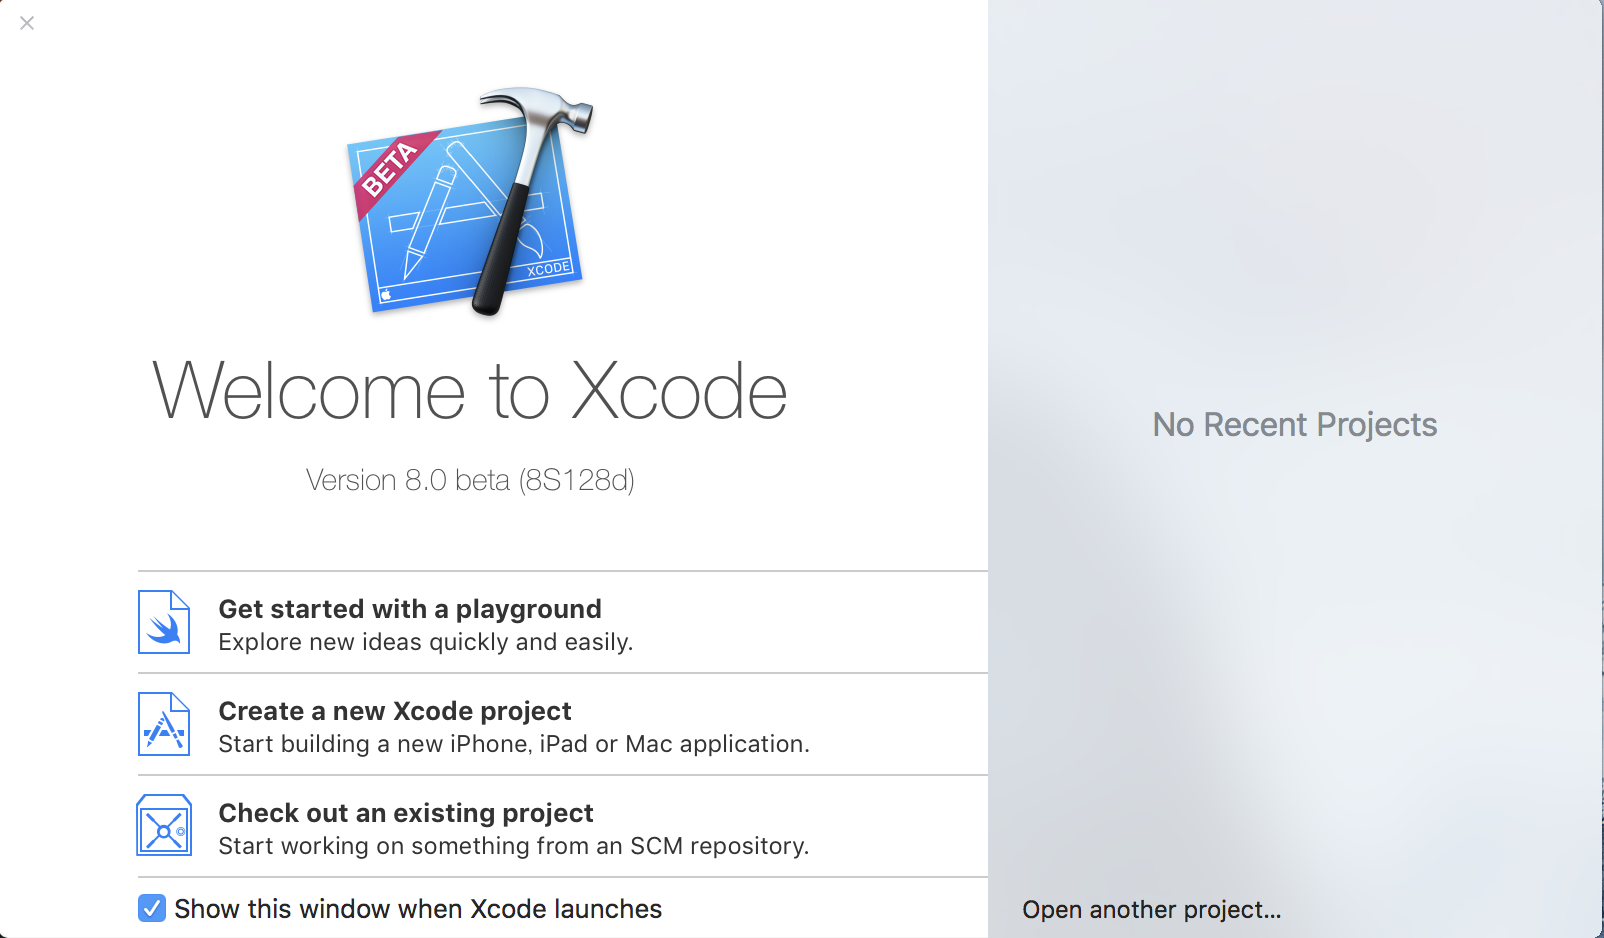 BETA
XCODE
Welcome to Xcode
Version 8.0 beta (8S128d)
Get started with a playground
Explore new ideas quickly and easily.
Create a new Xcode project
Start building a new iPhone, iPad or Mac application.
Check out an existing project
Start working on something from an SCM repository.
Show this window when Xcode launches
No Recent Projects
Open another project...